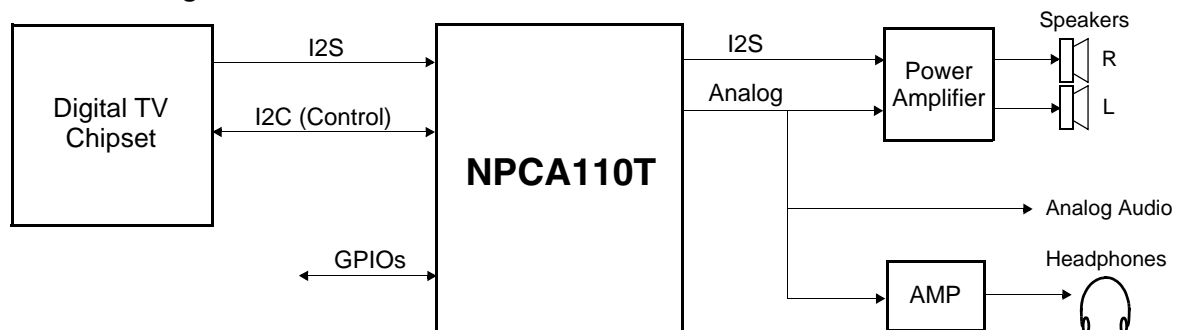 Speakers
I2S
I2S
R
Power
Amplifier
Digital TV
Chipset
Analog
L
I2C (Control)
NPCA110T
Analog Audio
GPIOs
Headphones
AMP